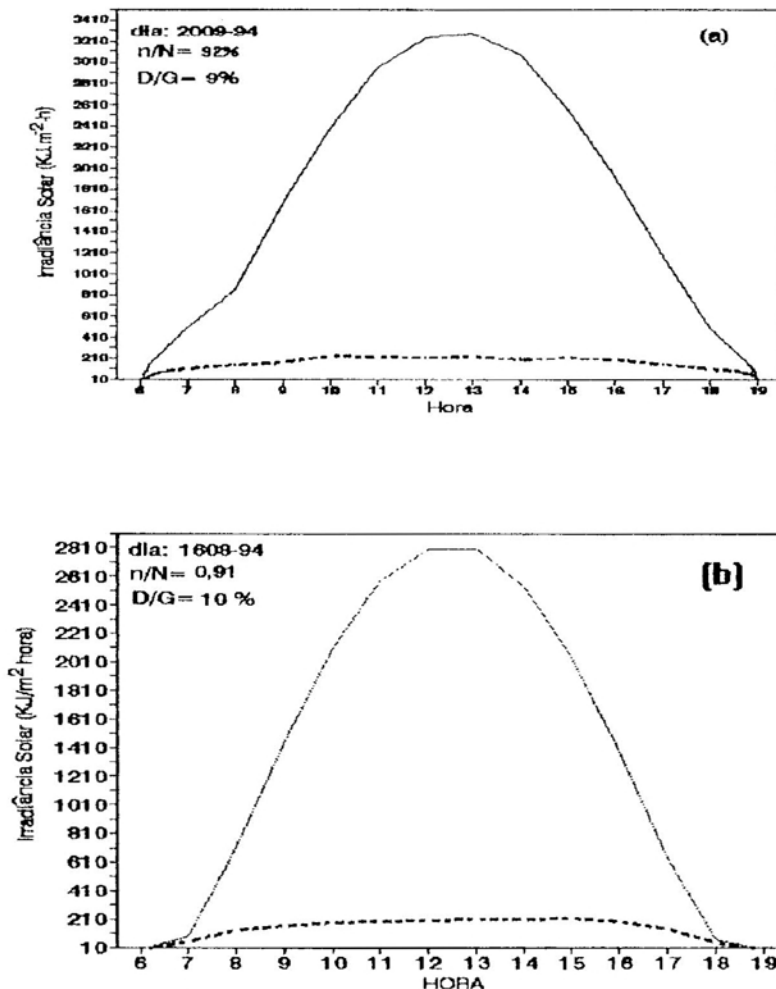 3410
3210
3010
2810
2610
2410
2210
2010
1810
1610
1410
1210
1010
810
610
410
210
10
Irradiância Solar (KJ.m-2-h)
dia: 2009-94
n/N= 92%
D/G= 9%
(a)
6 7 8 9 10 11 12 13 14 15 16 17 18 19
Hora
2810
2610
2410
2210
2010
1810
1610
1410
1210
1010
810
610
410
210
10
Irradiância Solar (KJ/m² hora)
dia: 1608-94
n/N= 0,91
D/G= 10 %
[b]
6 7 8 9 10 11 12 13 14 15 16 17 18 19
HORA